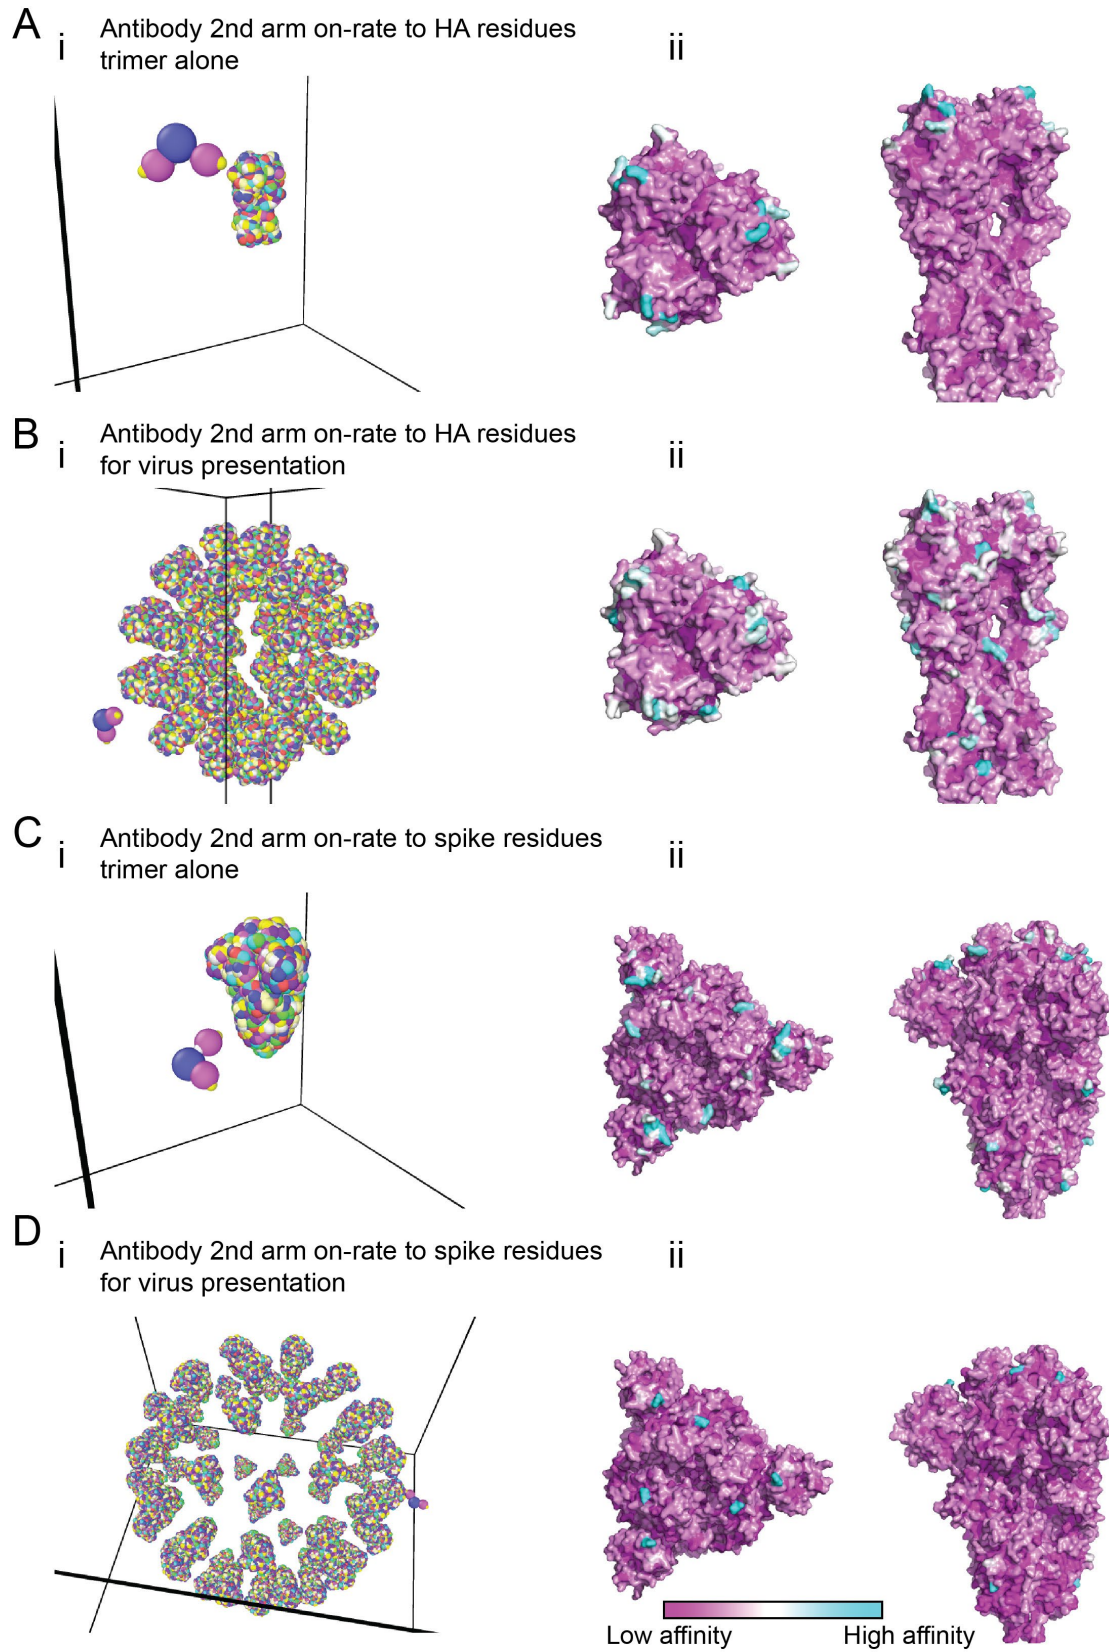 A
i
Antibody 2nd arm on-rate to HA residues
trimer alone
ii
B
i
Antibody 2nd arm on-rate to HA residues
for virus presentation
ii
C
i
Antibody 2nd arm on-rate to spike residues
trimer alone
ii
D
i
Antibody 2nd arm on-rate to spike residues
for virus presentation
ii
Low affinity
High affinity